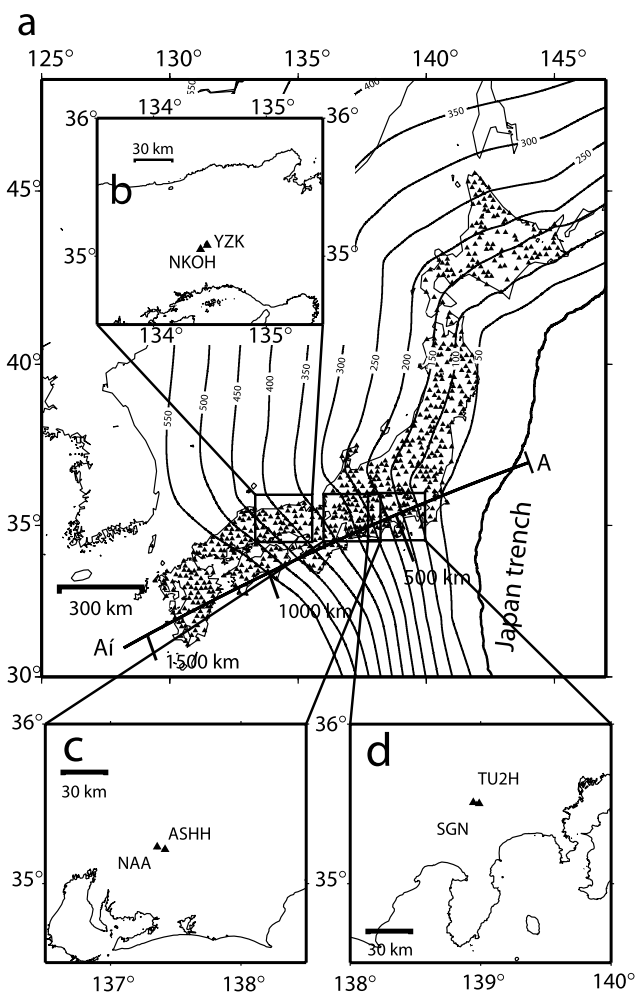 a
125° 130° 135° 140° 145°
550
400
134° 135°
36° 36°
350
300
30 km
250
45°
b
YZK
35° 35°
NKOH
134° 135°
40°
150 100 50
550 500 450 400 350 300 250 200
A
35°
Japan trench
500 km
300 km
1000 km
Aí
1500 km
30°
36° 36°
c
d
30 km
TU2H
ASHH
SGN
NAA
35° 35°
30 km
137° 138° 138° 139° 140°